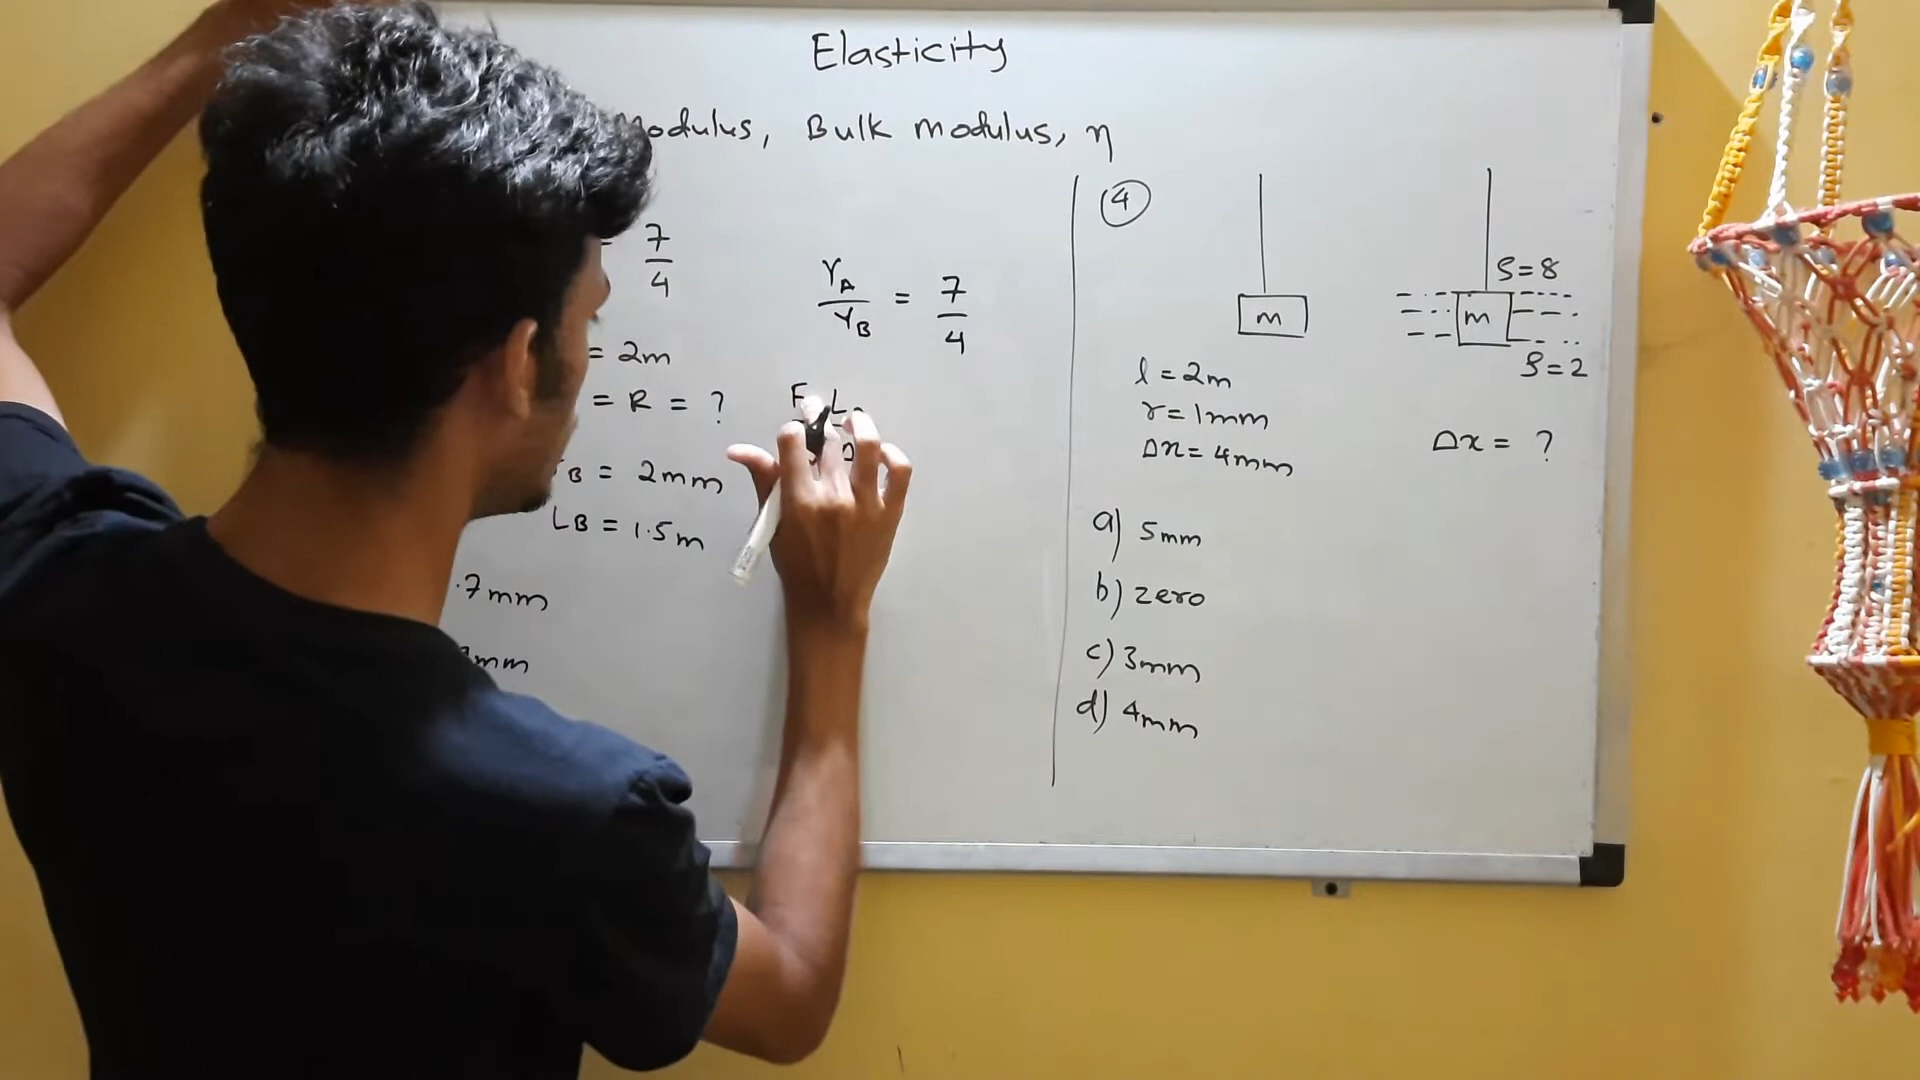 Elasticity
Modulus, Bulk modulus, η
= 7/4
Y_A/Y_B = 7/4
= 2m
= R = ?
F L
B = 2mm
L_B = 1.5m
.7mm
mm
④
m
S=8
m
S=2
l = 2m
r = 1mm
Δx = 4mm
Δx = ?
a) 5mm
b) zero
c) 3mm
d) 4mm